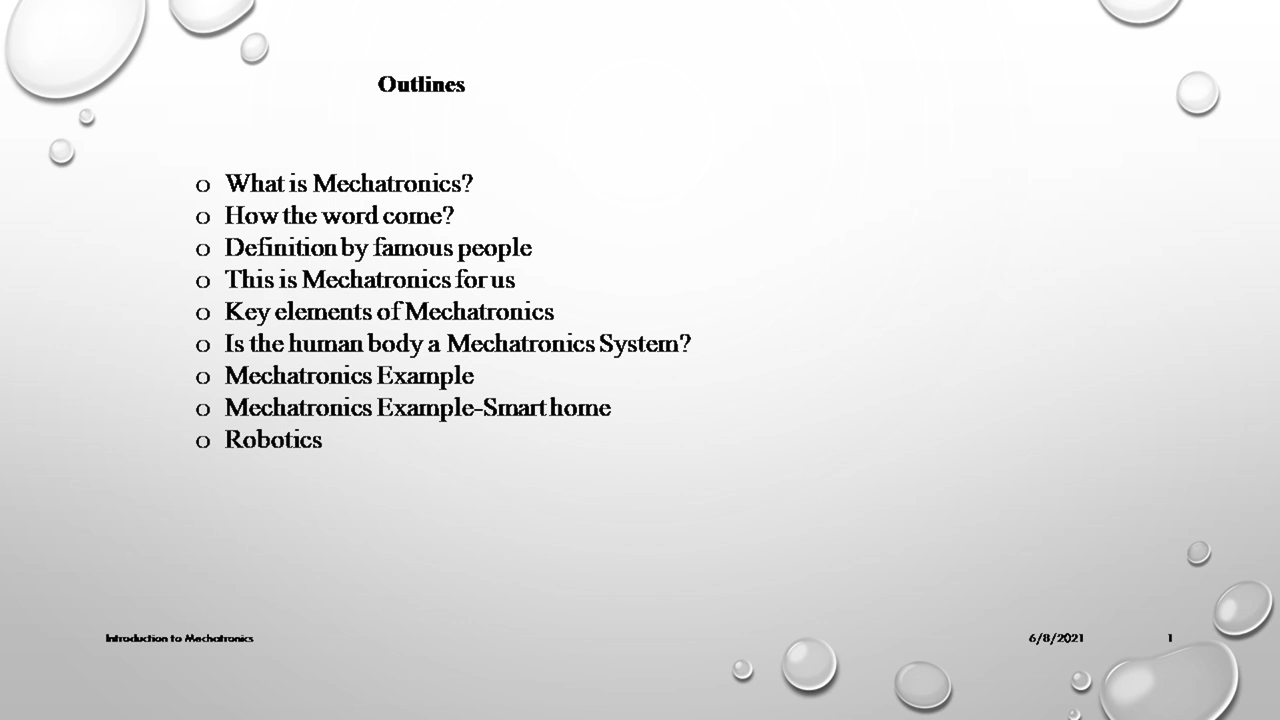 Outlines
o What is Mechatronics?
o How the word come?
o Definition by famous people
o This is Mechatronics for us
o Key elements of Mechatronics
o Is the human body a Mechatronics System?
o Mechatronics Example
o Mechatronics Example-Smart home
o Robotics
Introduction to Mechatronics 6/8/2021 1